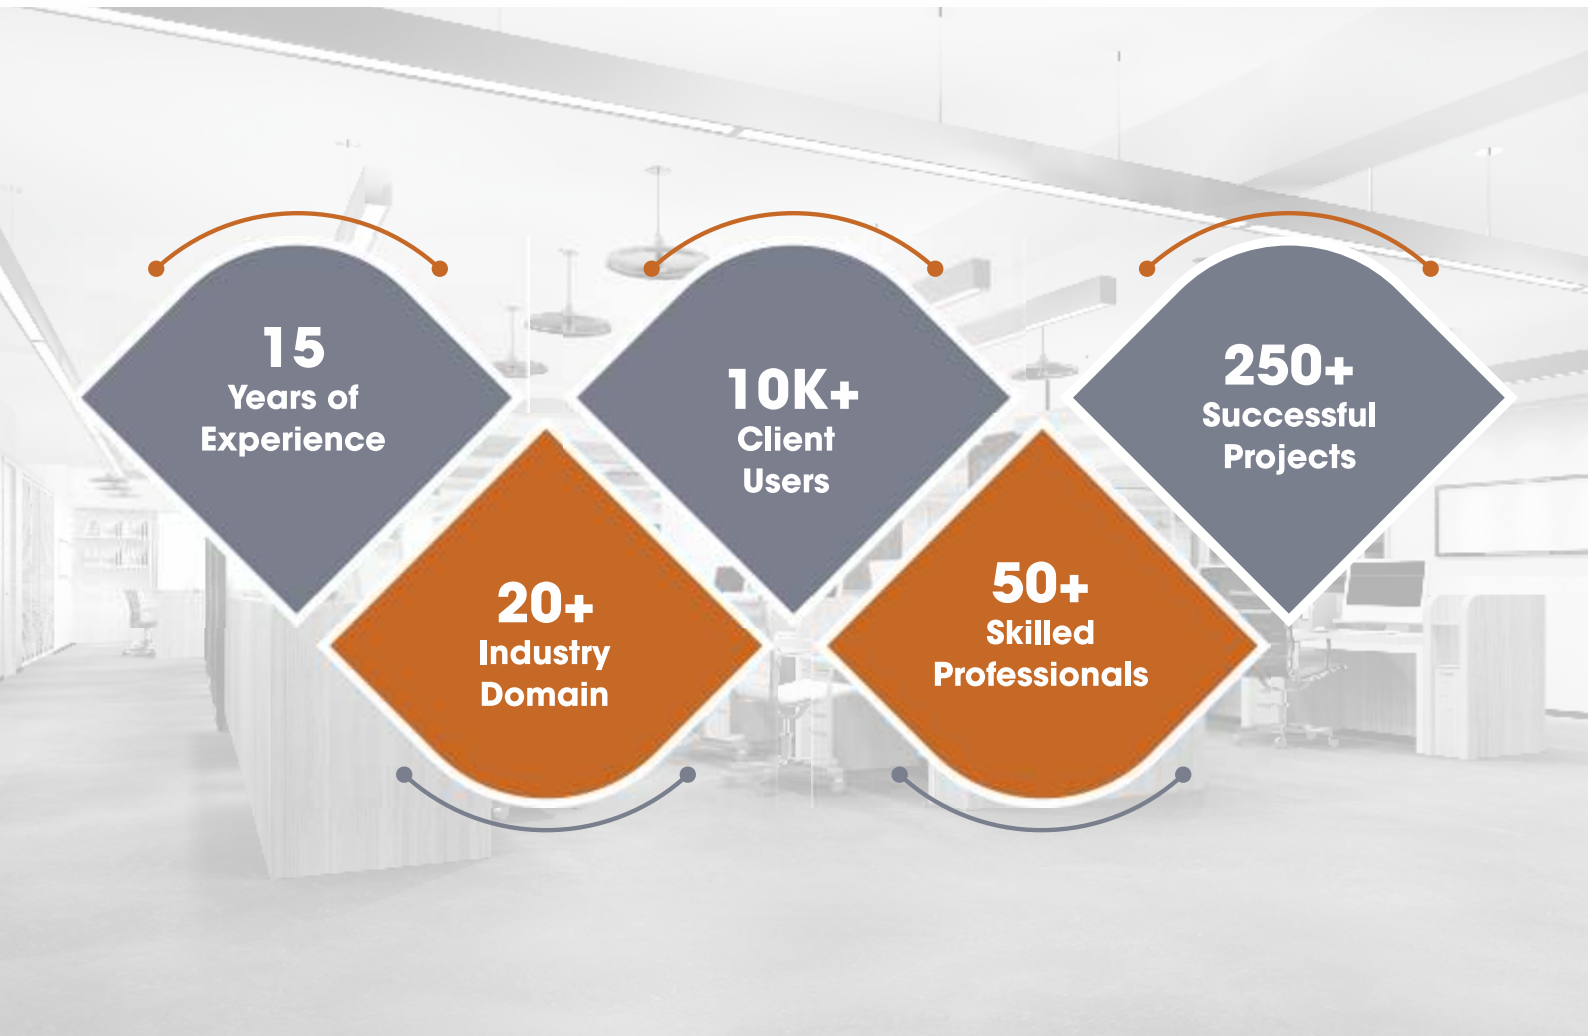 15
Years of
Experience
20+
Industry
Domain
10K+
Client
Users
50+
Skilled
Professionals
250+
Successful
Projects